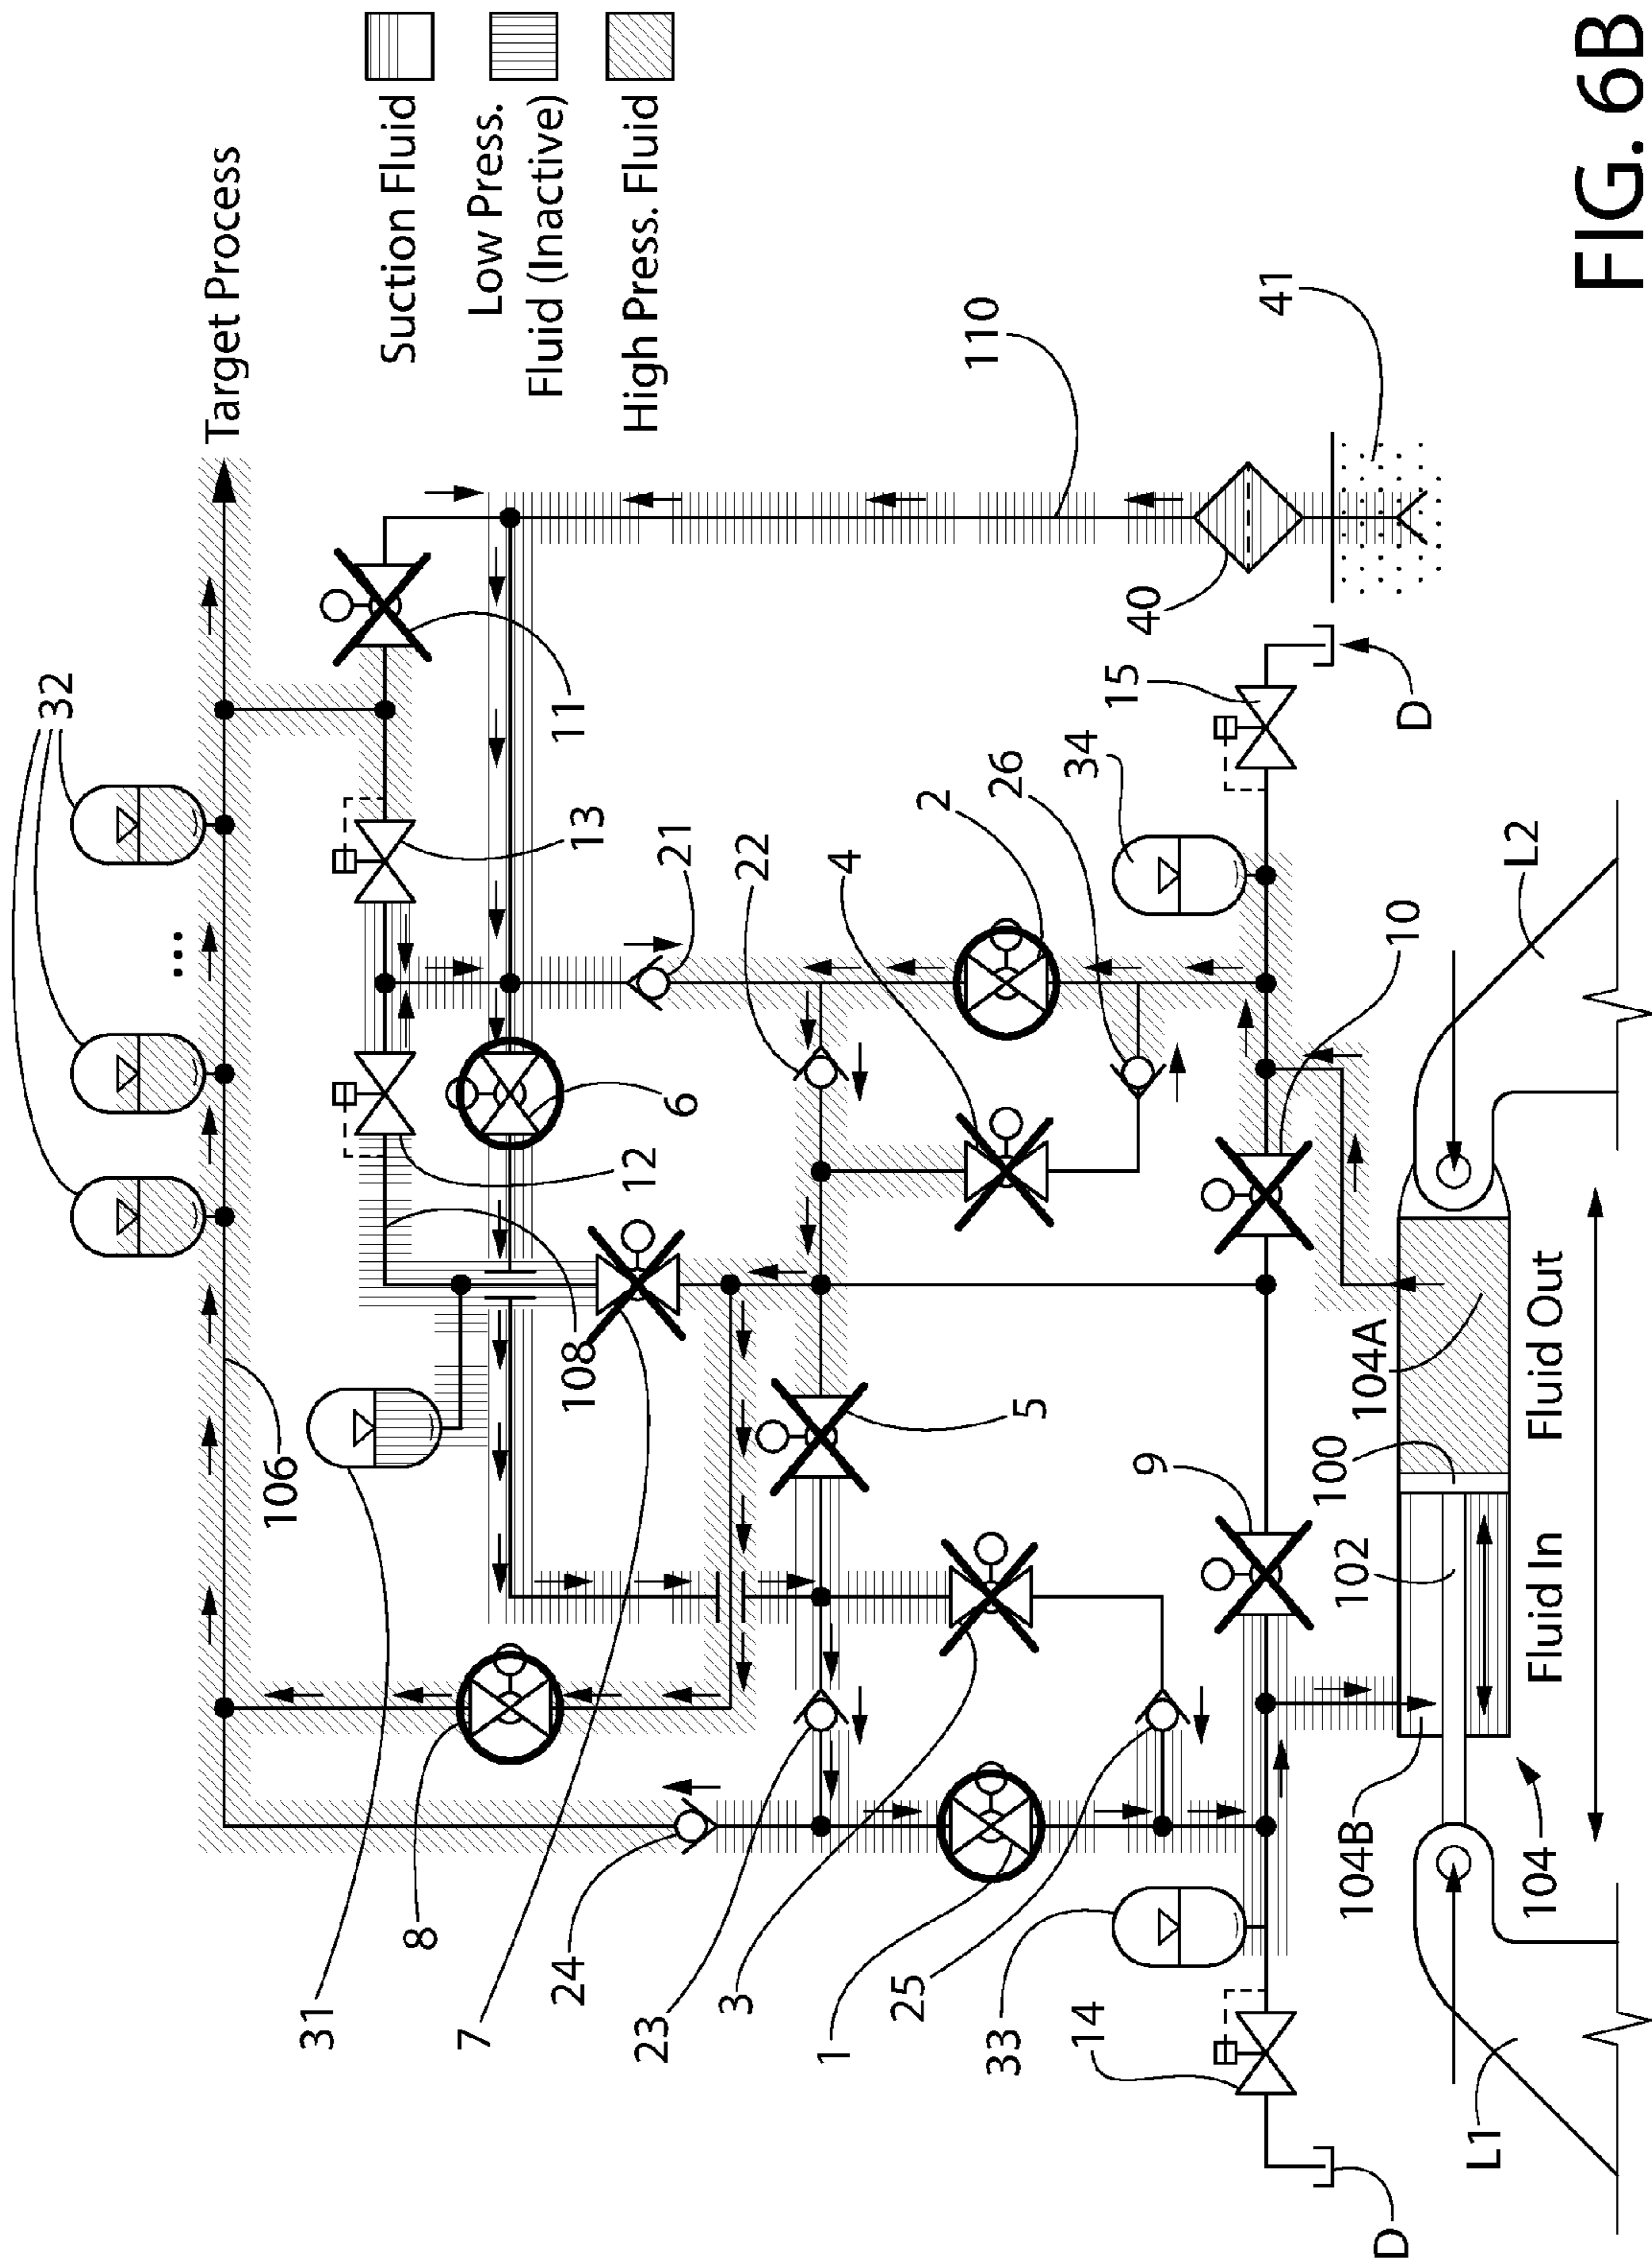 32
Target Process
...
Suction Fluid
Low Press.
Fluid (Inactive)
High Press. Fluid
106
31
8
7
108
12
6
13
11
110
24
23
3
1
25
33
14
5
9
22
21
4
2
26
34
10
15
40
41
D
D
L1
L2
104B
104
102
100
104A
Fluid In
Fluid Out
FIG. 6B